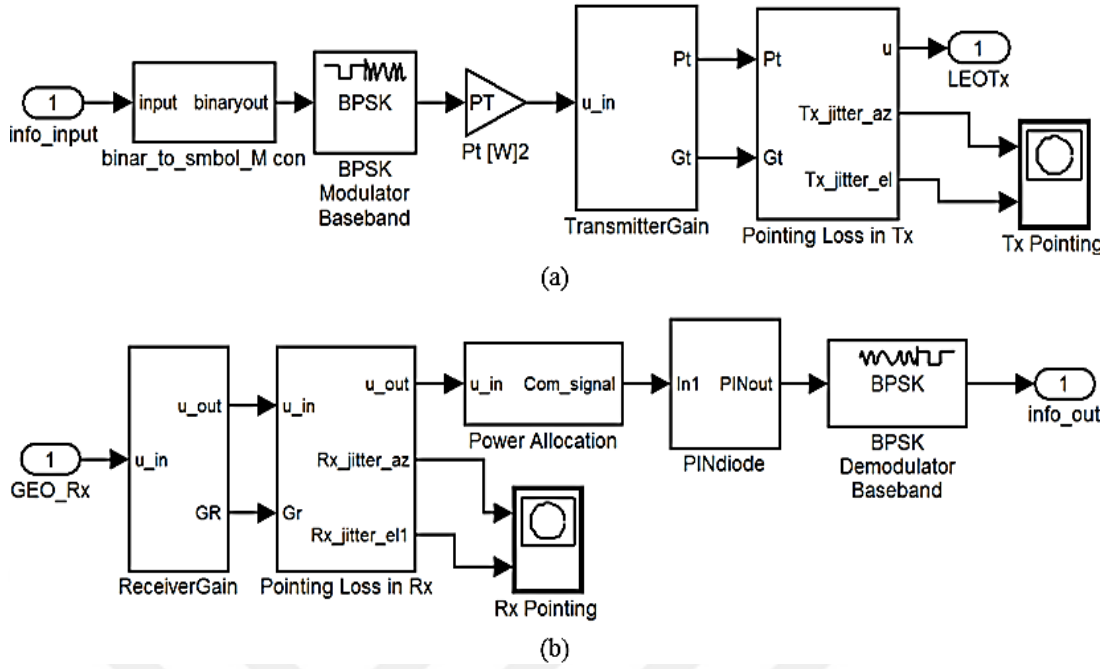 1
info_input
input binaryout
binar_to_smbol_M con
BPSK
BPSK
Modulator
Baseband
PT
Pt [W]2
u_in
Pt
Gt
TransmitterGain
Pt
Gt
u
Tx_jitter_az
Tx_jitter_el
Pointing Loss in Tx
1
LEOTx
Tx Pointing
(a)
1
GEO_Rx
u_in
u_out
GR
ReceiverGain
u_in
Gr
u_out
Rx_jitter_az
Rx_jitter_el1
Pointing Loss in Rx
Rx Pointing
u_in Com_signal
Power Allocation
In1 PINout
PINdiode
BPSK
BPSK
Demodulator
Baseband
1
info_out
(b)